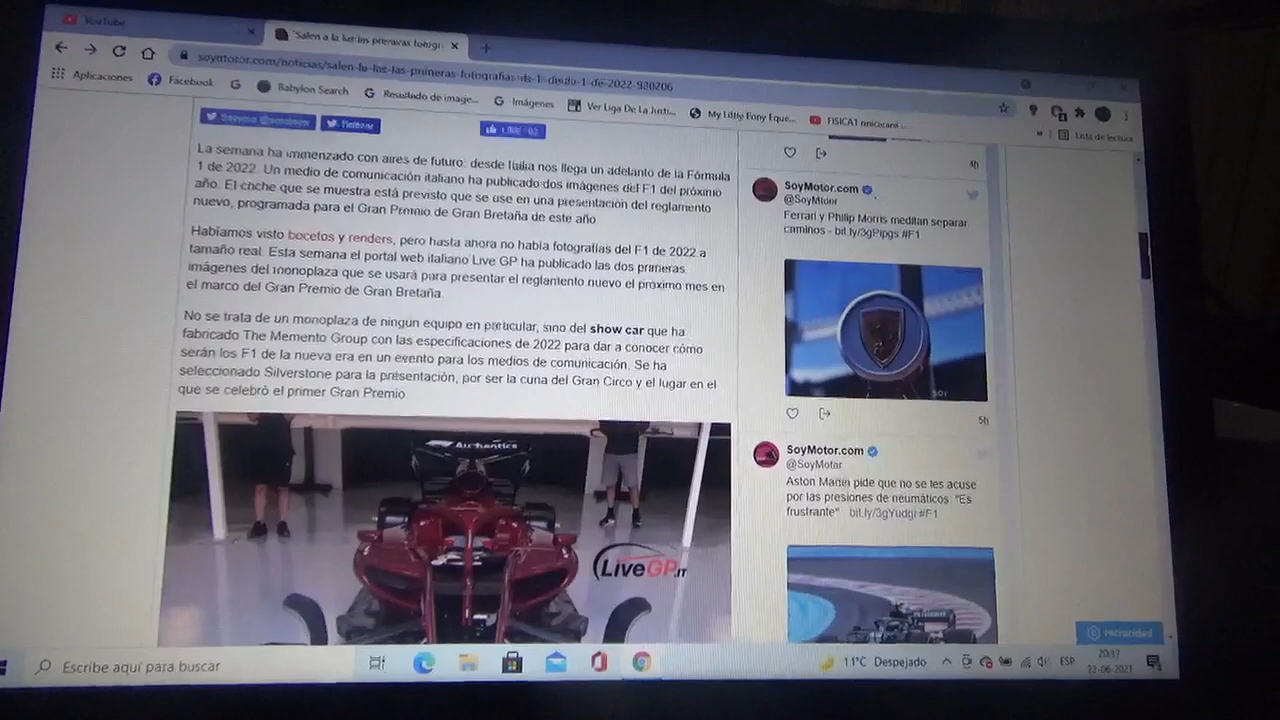 YouTube
"Salen a la luz las primeras fotogr
soymotor.com/noticias/salen-la-luz-las-primeras-fotografias-
Aplicaciones
Facebook
Babylon Search
Resultado de image...
Imágenes
Ver Liga De La Justi...
My Little Pony Eque...
FISICA1
Lista de lectura
La semana ha comenzado con aires de futuro: desde Italia nos llega un adelanto de la Fórmula
1 de 2022. Un medio de comunicación italiano ha publicado dos imágenes del F1 del próximo
año. El coche que se muestra está previsto que se use en una presentación del reglamento
nuevo, programada para el Gran Premio de Gran Bretaña de este año.
Habíamos visto bocetos y renders, pero hasta ahora no había fotografías del F1 de 2022 a
tamaño real. Esta semana el portal web italiano Live GP ha publicado las dos primeras
imágenes del monoplaza que se usará para presentar el reglamento nuevo el próximo mes en
el marco del Gran Premio de Gran Bretaña.
No se trata de un monoplaza de ningun equipo en particular, sino del show car que ha
fabricado The Memento Group con las especificaciones de 2022 para dar a conocer cómo
serán los F1 de la nueva era en un evento para los medios de comunicación. Se ha
seleccionado Silverstone para la presentación, por ser la cuna del Gran Circo y el lugar en el
que se celebró el primer Gran Premio
Authentics
LiveGP.IT
4h
SoyMotor.com
@SoyMotor
Ferrari y Philip Morris meditan separar
caminos - bit.ly/3gPipgs #F1
SOY
5h
SoyMotor.com
@SoyMotor
Aston Martin pide que no se les acuse
por las presiones de neumáticos: "Es
frustrante" bit.ly/3gYudgi #F1
Privacidad
Escribe aquí para buscar
11°C Despejado
ESP
20:37
22-06-2021